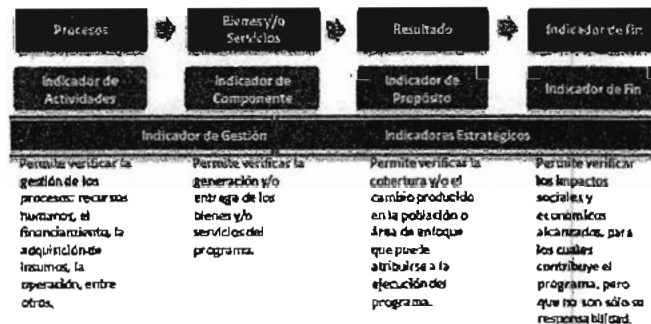 Procesos
Bienes y/o
Servicios
Resultado
Indicador de fin
Indicador de
Actividades
Indicador de
Componente
Indicador de
Propósito
Indicador de Fin
Indicador de Gestión
Indicadores Estratégicos
Permite verificar la
gestión de los
procesos: recursos
humanos, el
financiamiento, la
adquisición de
insumos, la
operación, entre
otros.
Permite verificar la
generación y/o
entrega de los
bienes y/o
servicios del
programa.
Permite verificar la
cobertura y/o el
cambio producido
en la población o
área de enfoque
que puede
atribuirse a la
ejecución del
programa.
Permite verificar
los impactos
sociales y
económicos
alcanzados, para
los cuales
contribuye el
programa, pero
que no son sólo su
responsabilidad.